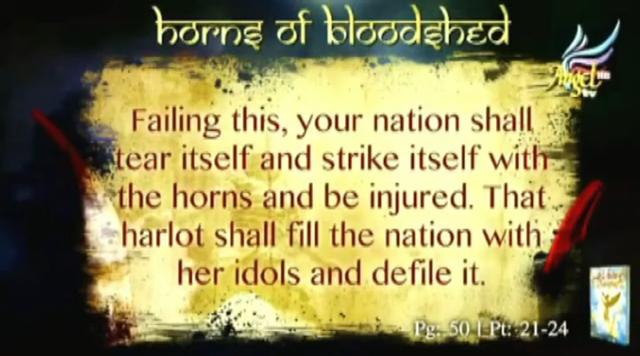 horns of bloodshed
Angel
TV
Failing this, your nation shall
tear itself and strike itself with
the horns and be injured. That
harlot shall fill the nation with
her idols and defile it.
Pg: 50 | Pt: 21-24